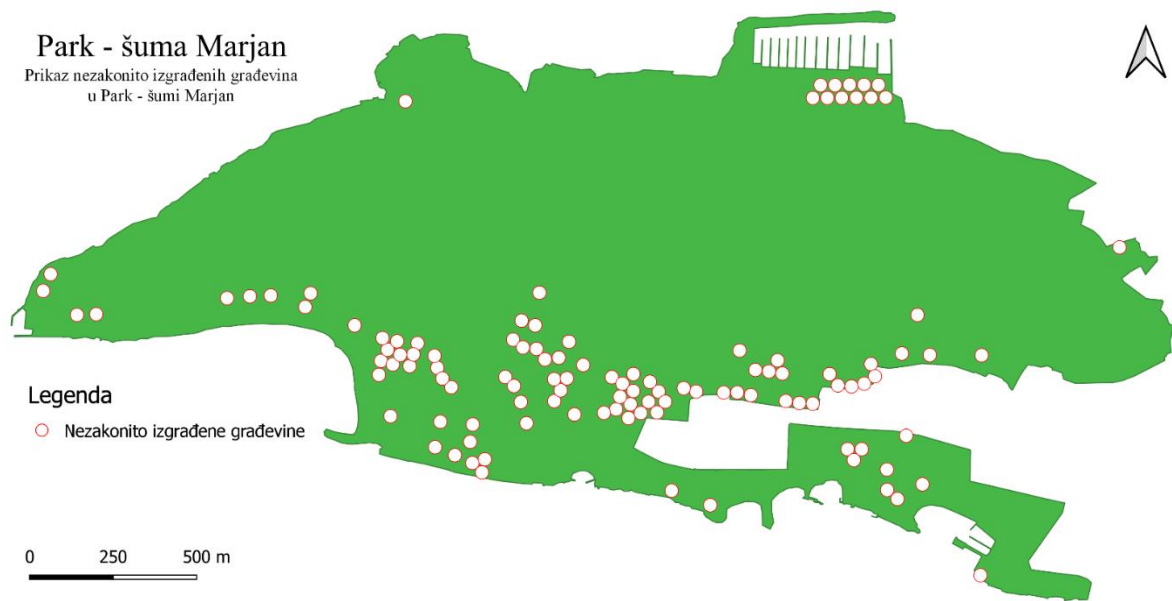 Park - šuma Marjan
Prikaz nezakonito izgrađenih građevina
u Park - šumi Marjan
Legenda
Nezakonito izgrađene građevine
0 250 500 m